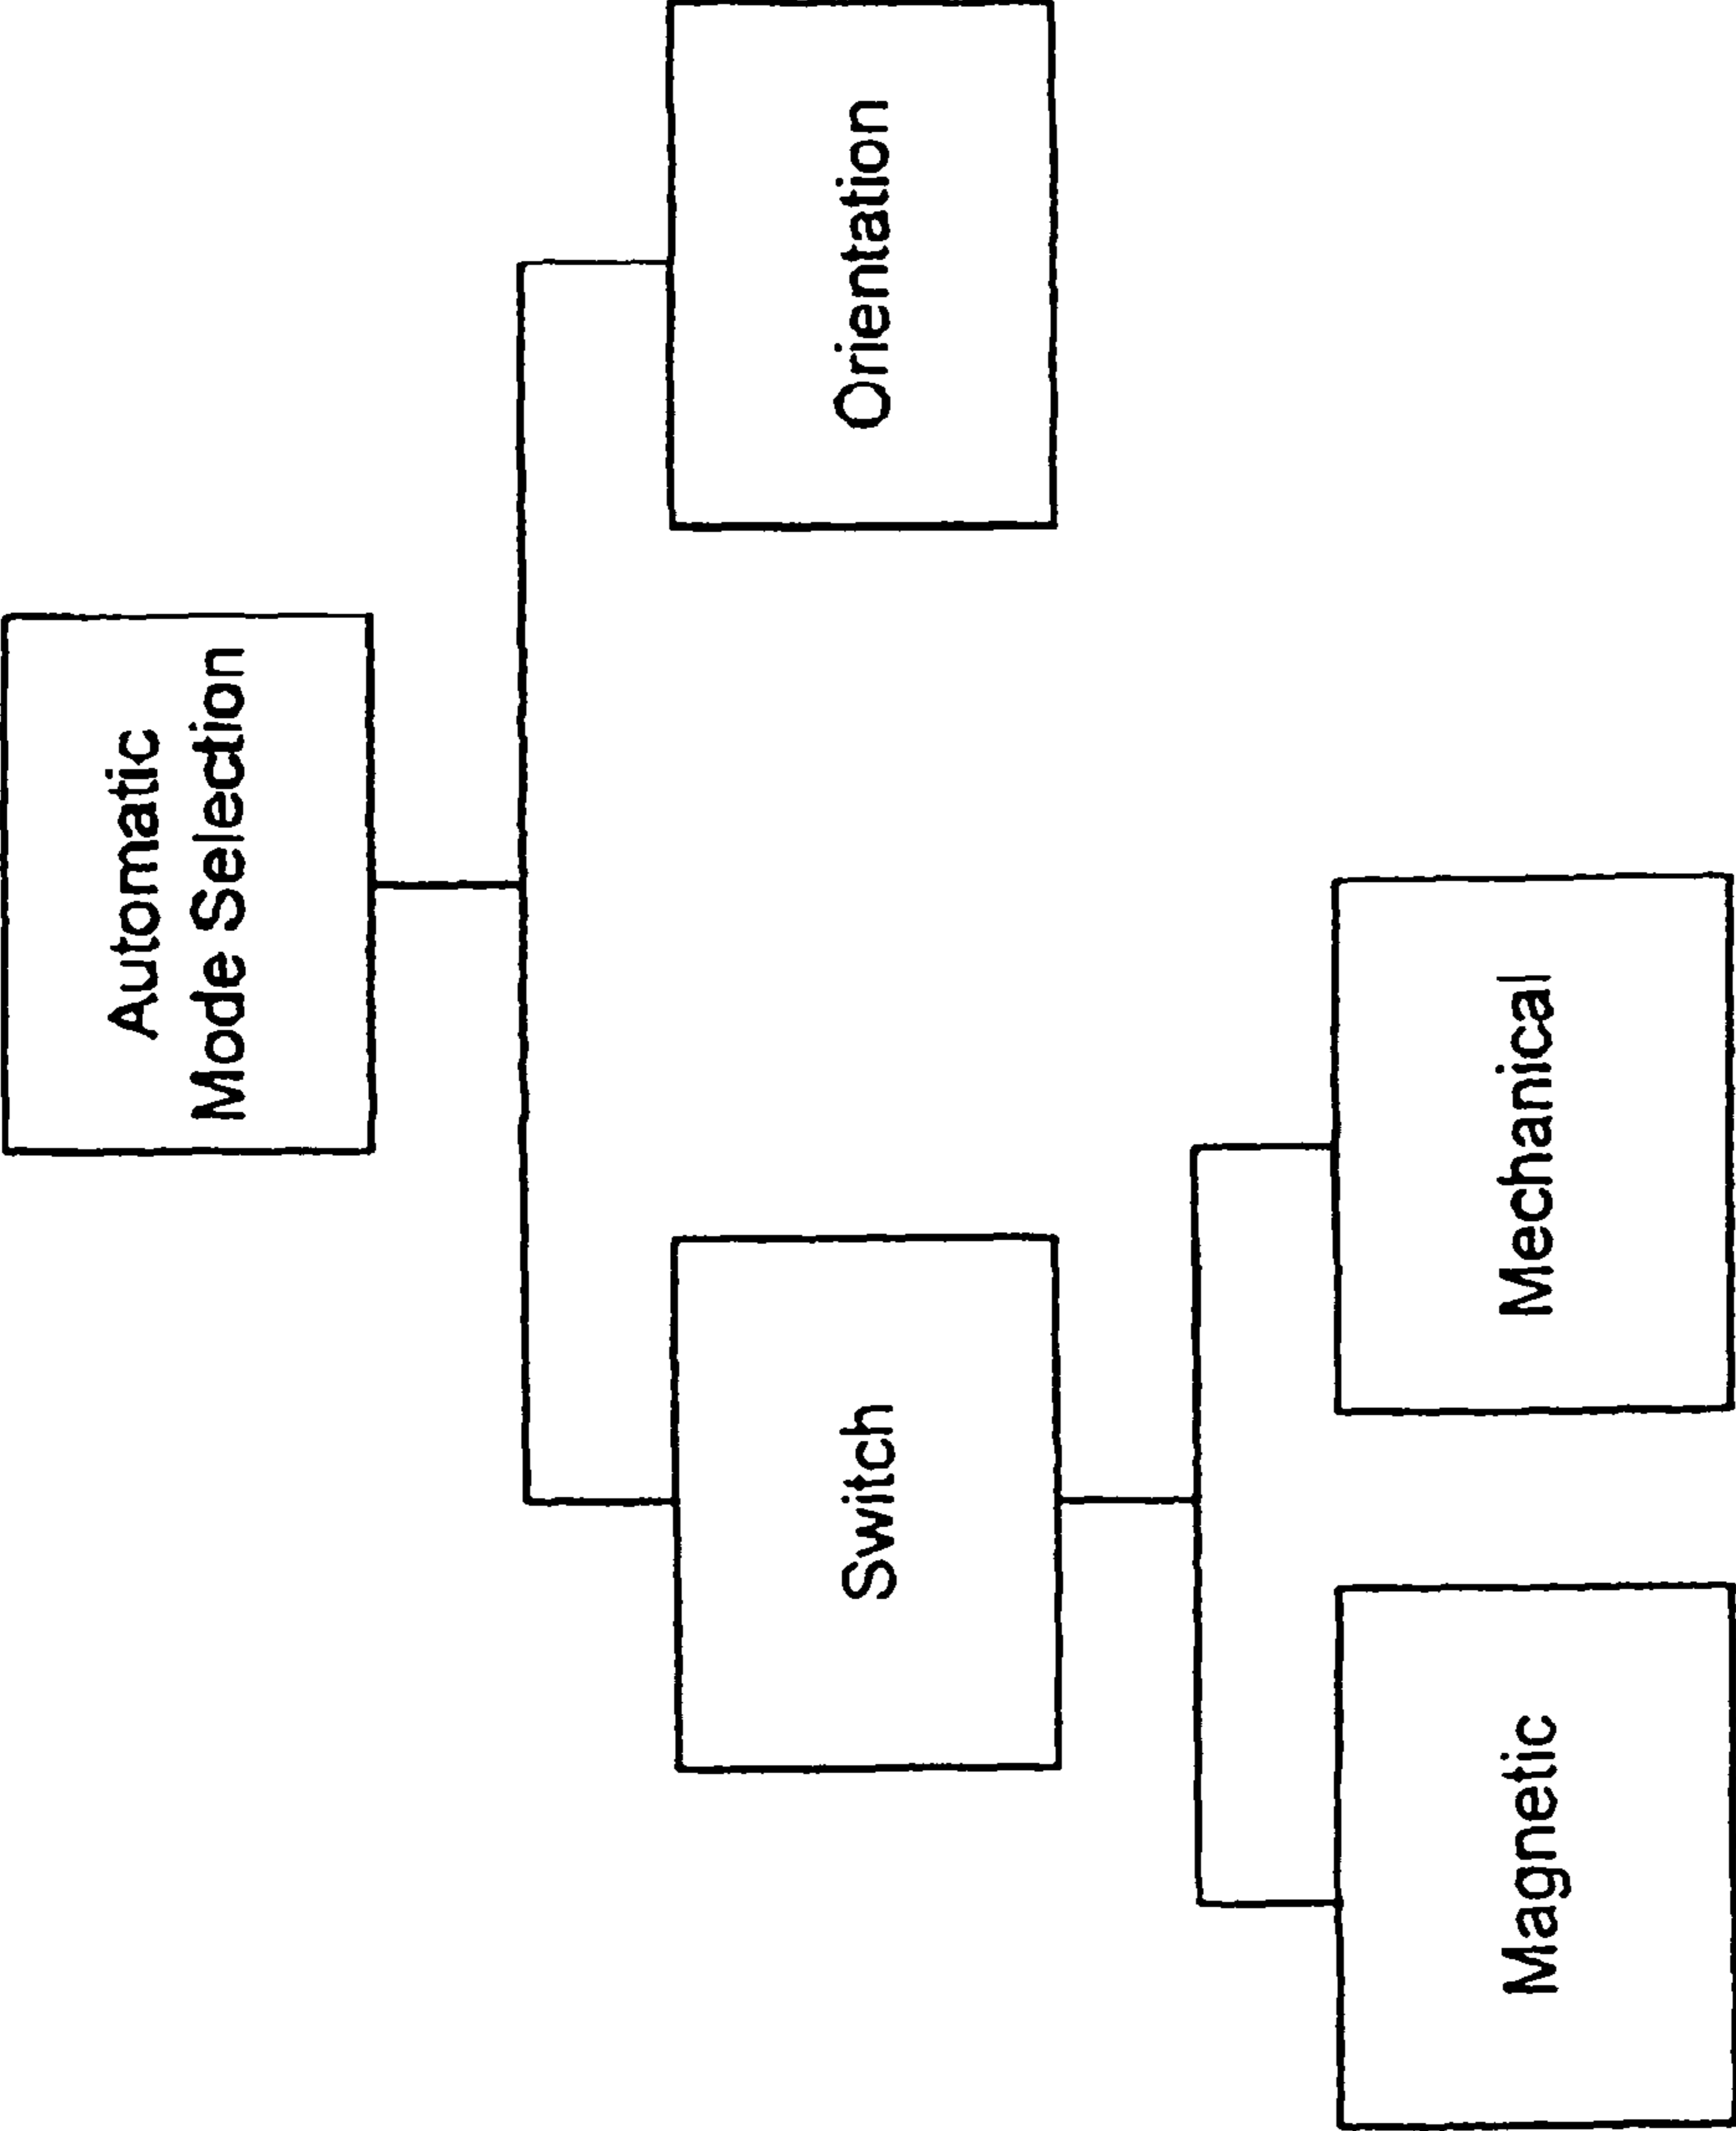 Automatic
Mode Selection
Switch
Orientation
Magnetic
Mechanical